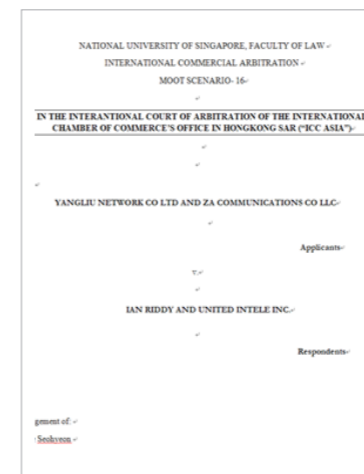 NATIONAL UNIVERSITY OF SINGAPORE, FACULTY OF LAW
INTERNATIONAL COMMERCIAL ARBITRATION
MOOT SCENARIO- 16
IN THE INTERANTIONAL COURT OF ARBITRATION OF THE INTERNATIONAL
CHAMBER OF COMMERCE'S OFFICE IN HONGKONG SAR ("ICC ASIA")
YANGLIU NETWORK CO LTD AND ZA COMMUNICATIONS CO LLC
Applicants
v.
IAN RIDDY AND UNITED INTELE INC.
Respondents
gement of:
Seohyeon